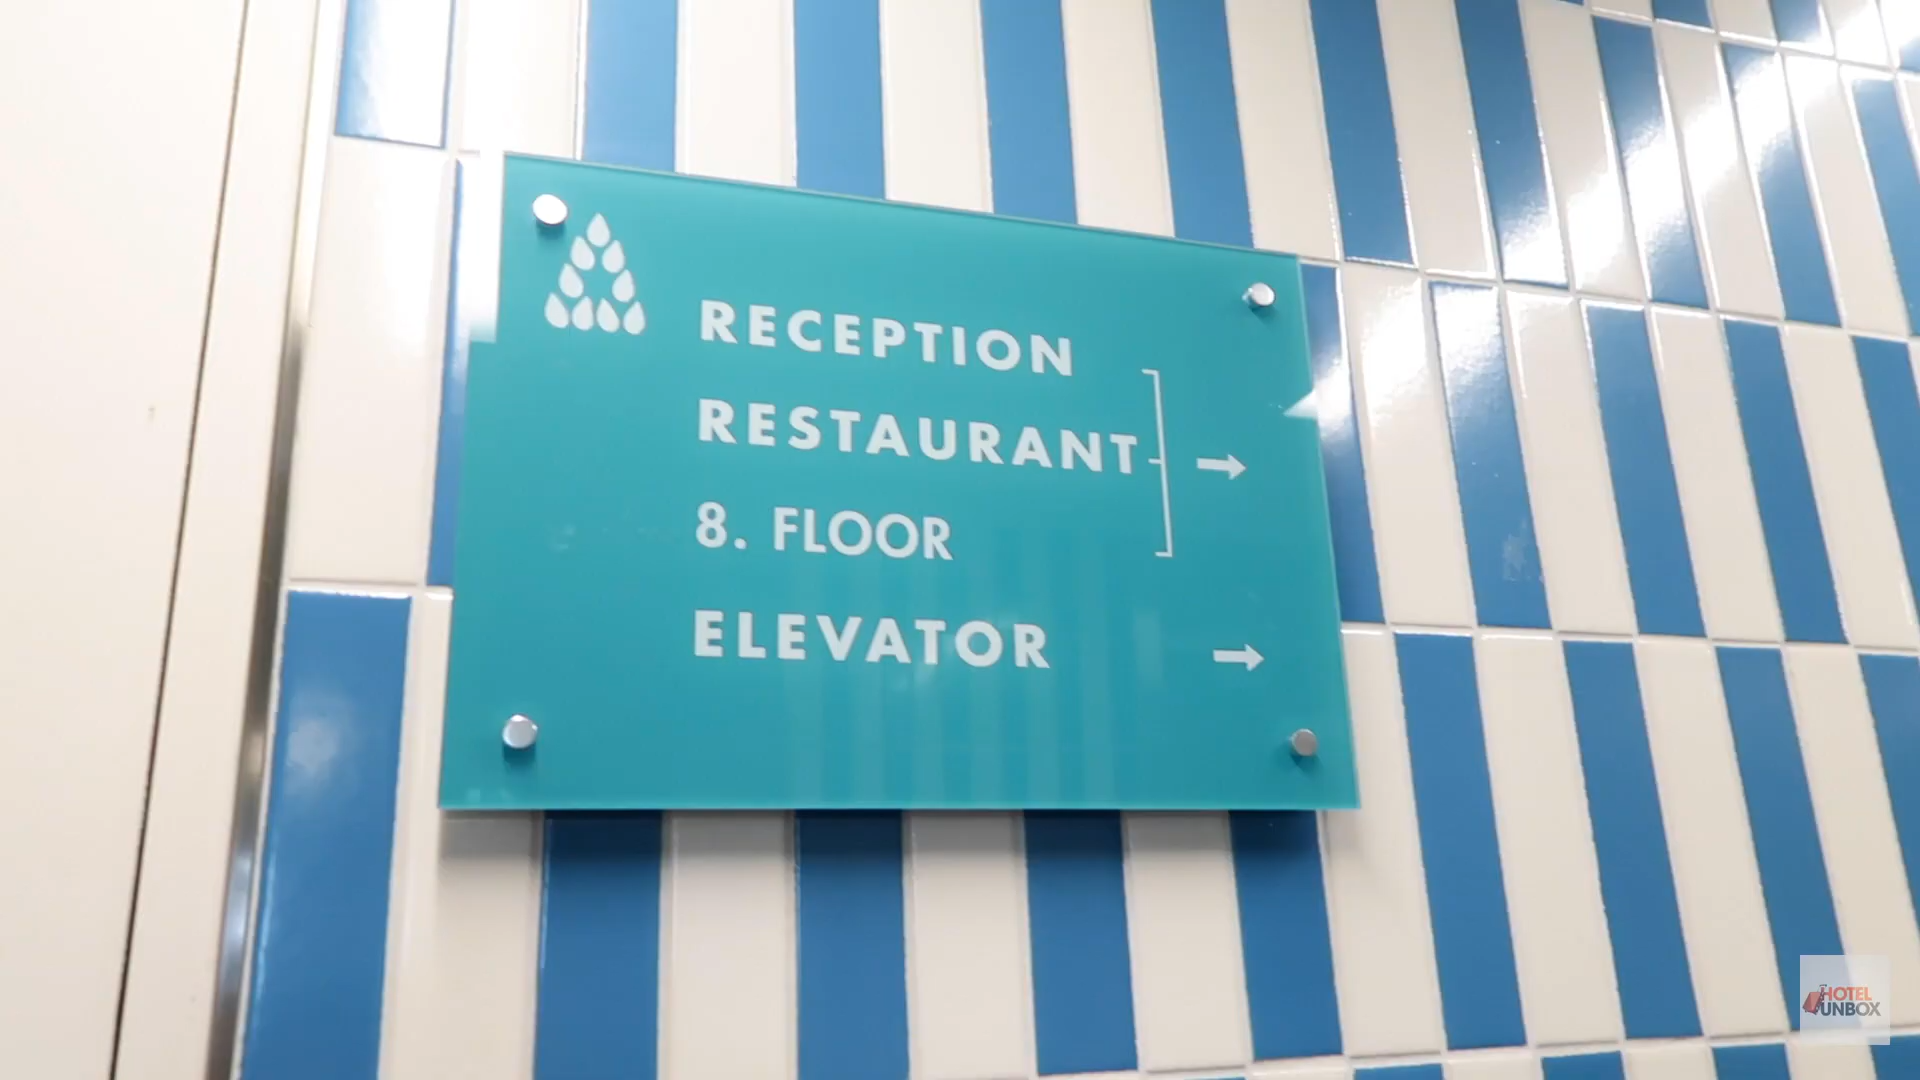 RECEPTION
RESTAURANT
8. FLOOR
ELEVATOR
HOTEL
UNBOX